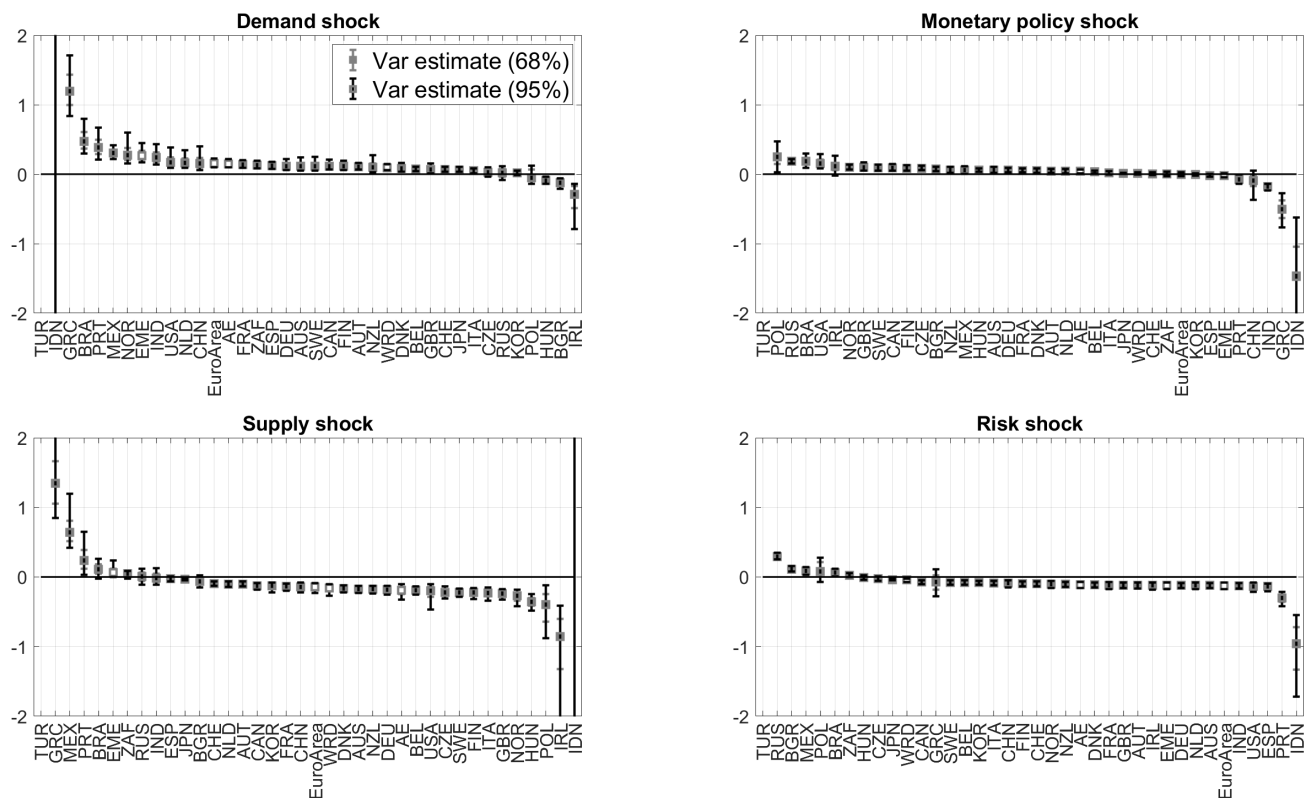 Demand shock
Var estimate (68%)
Var estimate (95%)
2
1
0
-1
-2
TUR
IDN
GRC
BRA
PRT
MEX
NOR
EME
IND
USA
NLD
CHN
EuroArea
AE
FRA
ZAF
ESP
DEU
AUS
SWE
CAN
FIN
AUT
NZL
WRD
DNK
BEL
GBR
CHE
JPN
ITA
CZE
RUS
KOR
POL
HUN
BGR
IRL
Monetary policy shock
2
1
0
-1
-2
TUR
POL
RUS
BRA
USA
IRL
NOR
GBR
SWE
CAN
FIN
CZE
BGR
NZL
MEX
HUN
AUS
DEU
FRA
DNK
AUT
NLD
AE
BEL
ITA
JPN
WRD
CHE
ZAF
EuroArea
KOR
ESP
EME
PRT
CHN
IND
GRC
IDN
Supply shock
2
1
0
-1
-2
TUR
GRC
MEX
PRT
BRA
EME
ZAF
RUS
IND
ESP
JPN
BGR
CHE
NLD
AUT
CAN
KOR
FRA
CHN
EuroArea
WRD
DNK
AUS
NZL
DEU
AE
BEL
USA
CZE
SWE
FIN
ITA
GBR
NOR
HUN
POL
IRL
IDN
Risk shock
2
1
0
-1
-2
TUR
RUS
BGR
MEX
POL
BRA
ZAF
HUN
CZE
JPN
WRD
CAN
GRC
SWE
BEL
KOR
ITA
CHN
FIN
CHE
NOR
NZL
AE
DNK
FRA
GBR
AUT
IRL
EME
DEU
NLD
AUS
EuroArea
IND
USA
ESP
PRT
IDN